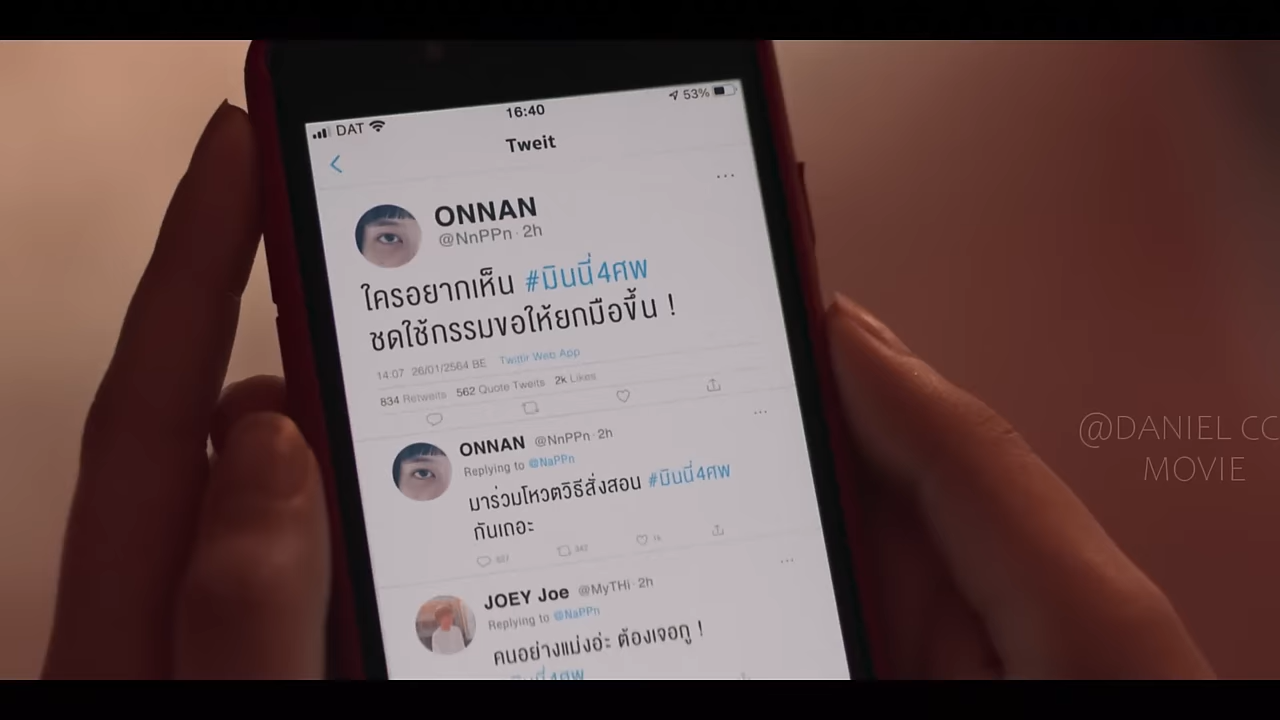 DAT 16:40 53%
Tweit
ONNAN
@NnPPn · 2h
ใครอยากเห็น #มินนี่4ศพ
ชดใช้กรรมขอให้ยกมือขึ้น !
14:07 26/01/2564 BE Twittir Web App
834 Retweets 562 Quote Tweits 2k Likes
ONNAN @NnPPn · 2h
Replying to @NaPPn
มาร่วมโหวตวิธีสั่งสอน #มินนี่4ศพ
กันเถอะ
JOEY Joe @MyTHi · 2h
Replying to @NaPPn
คนอย่างแม่งอ่ะ ต้องเจอกู !
@DANIEL CO
MOVIE